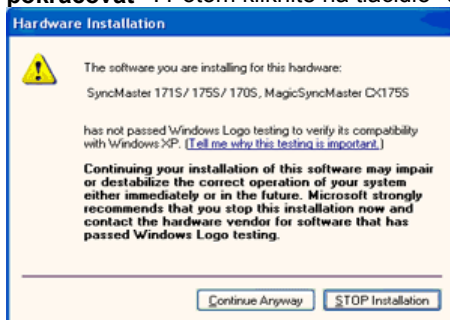 Hardware Installation
The software you are installing for this hardware:
SyncMaster 171S/ 175S/ 170S, MagicSyncMaster CX175S
has not passed Windows Logo testing to verify its compatibility
with Windows XP. (Tell me why this testing is important.)
Continuing your installation of this software may impair
or destabilize the correct operation of your system
either immediately or in the future. Microsoft strongly
recommends that you stop this installation now and
contact the hardware vendor for software that has
passed Windows Logo testing.
Continue Anyway STOP Installation